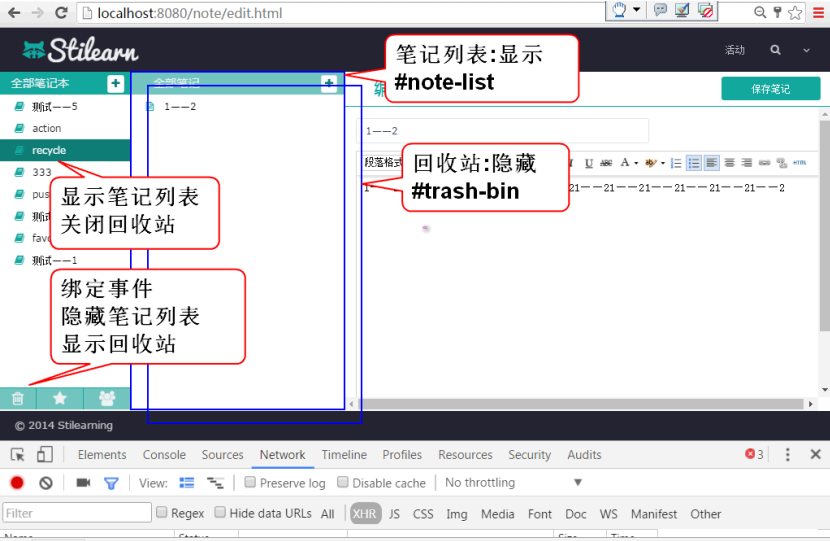 localhost:8080/note/edit.html
Stilearn
活动
全部笔记本
全部笔记
保存笔记
笔记列表:显示
#note-list
测试——5
action
recycle
333
1——2
1——2
回收站:隐藏
#trash-bin
显示笔记列表
关闭回收站
21——21——21——21——21——2
测试——1
绑定事件
隐藏笔记列表
显示回收站
© 2014 Stilearning
Elements Console Sources Network Timeline Profiles Resources Security Audits 3
View: Preserve log Disable cache No throttling
Filter Regex Hide data URLs All XHR JS CSS Img Media Font Doc WS Manifest Other
Name Status Size Time